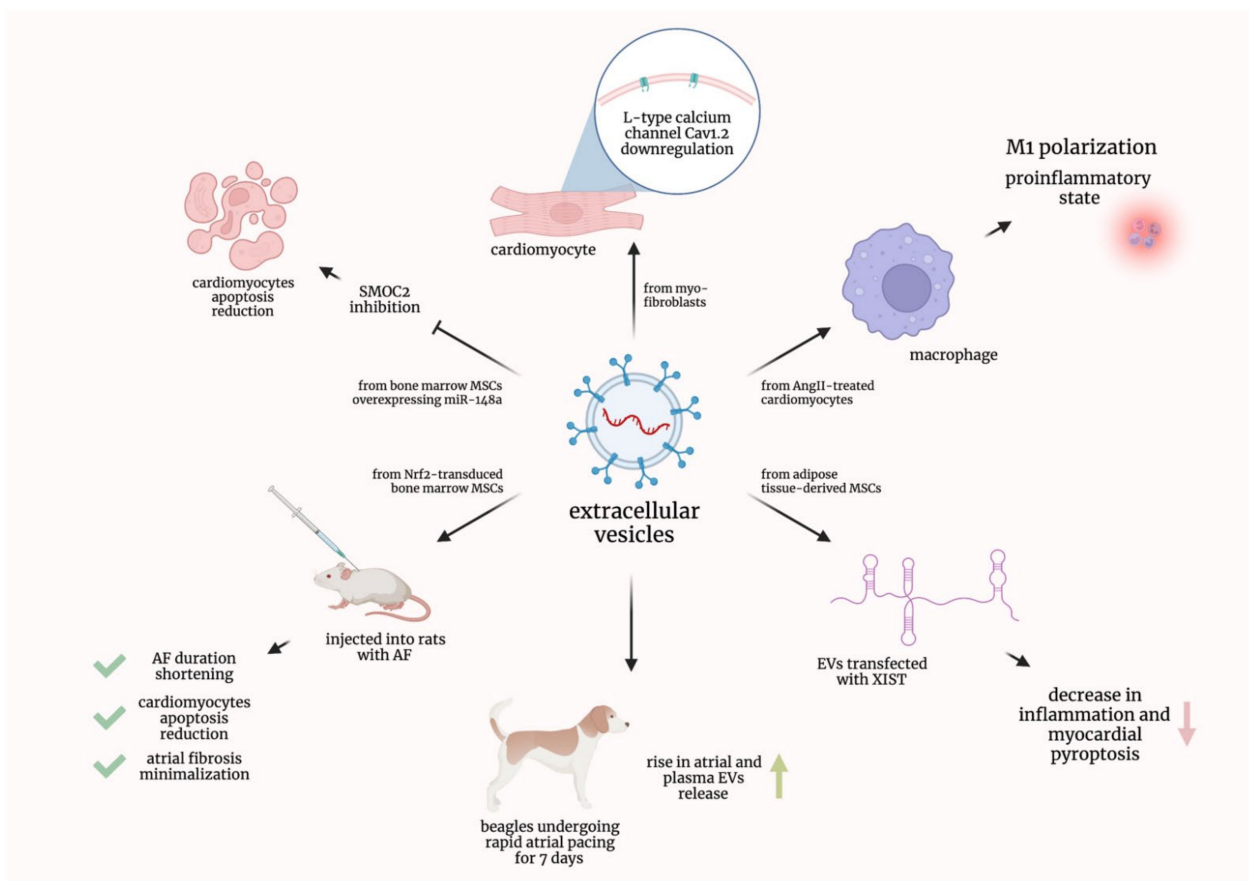 L-type calcium
channel Cav1.2
downregulation
cardiomyocyte
M1 polarization
proinflammatory
state
cardiomyocytes
apoptosis
reduction
SMOC2
inhibition
from myo-
fibroblasts
macrophage
from bone marrow MSCs
overexpressing miR-148a
from AngII-treated
cardiomyocytes
from Nrf2-transduced
bone marrow MSCs
from adipose
tissue-derived MSCs
extracellular
vesicles
injected into rats
with AF
AF duration
shortening
cardiomyocytes
apoptosis
reduction
atrial fibrosis
minimalization
EVs transfected
with XIST
decrease in
inflammation and
myocardial
pyroptosis
rise in atrial and
plasma EVs
release
beagles undergoing
rapid atrial pacing
for 7 days